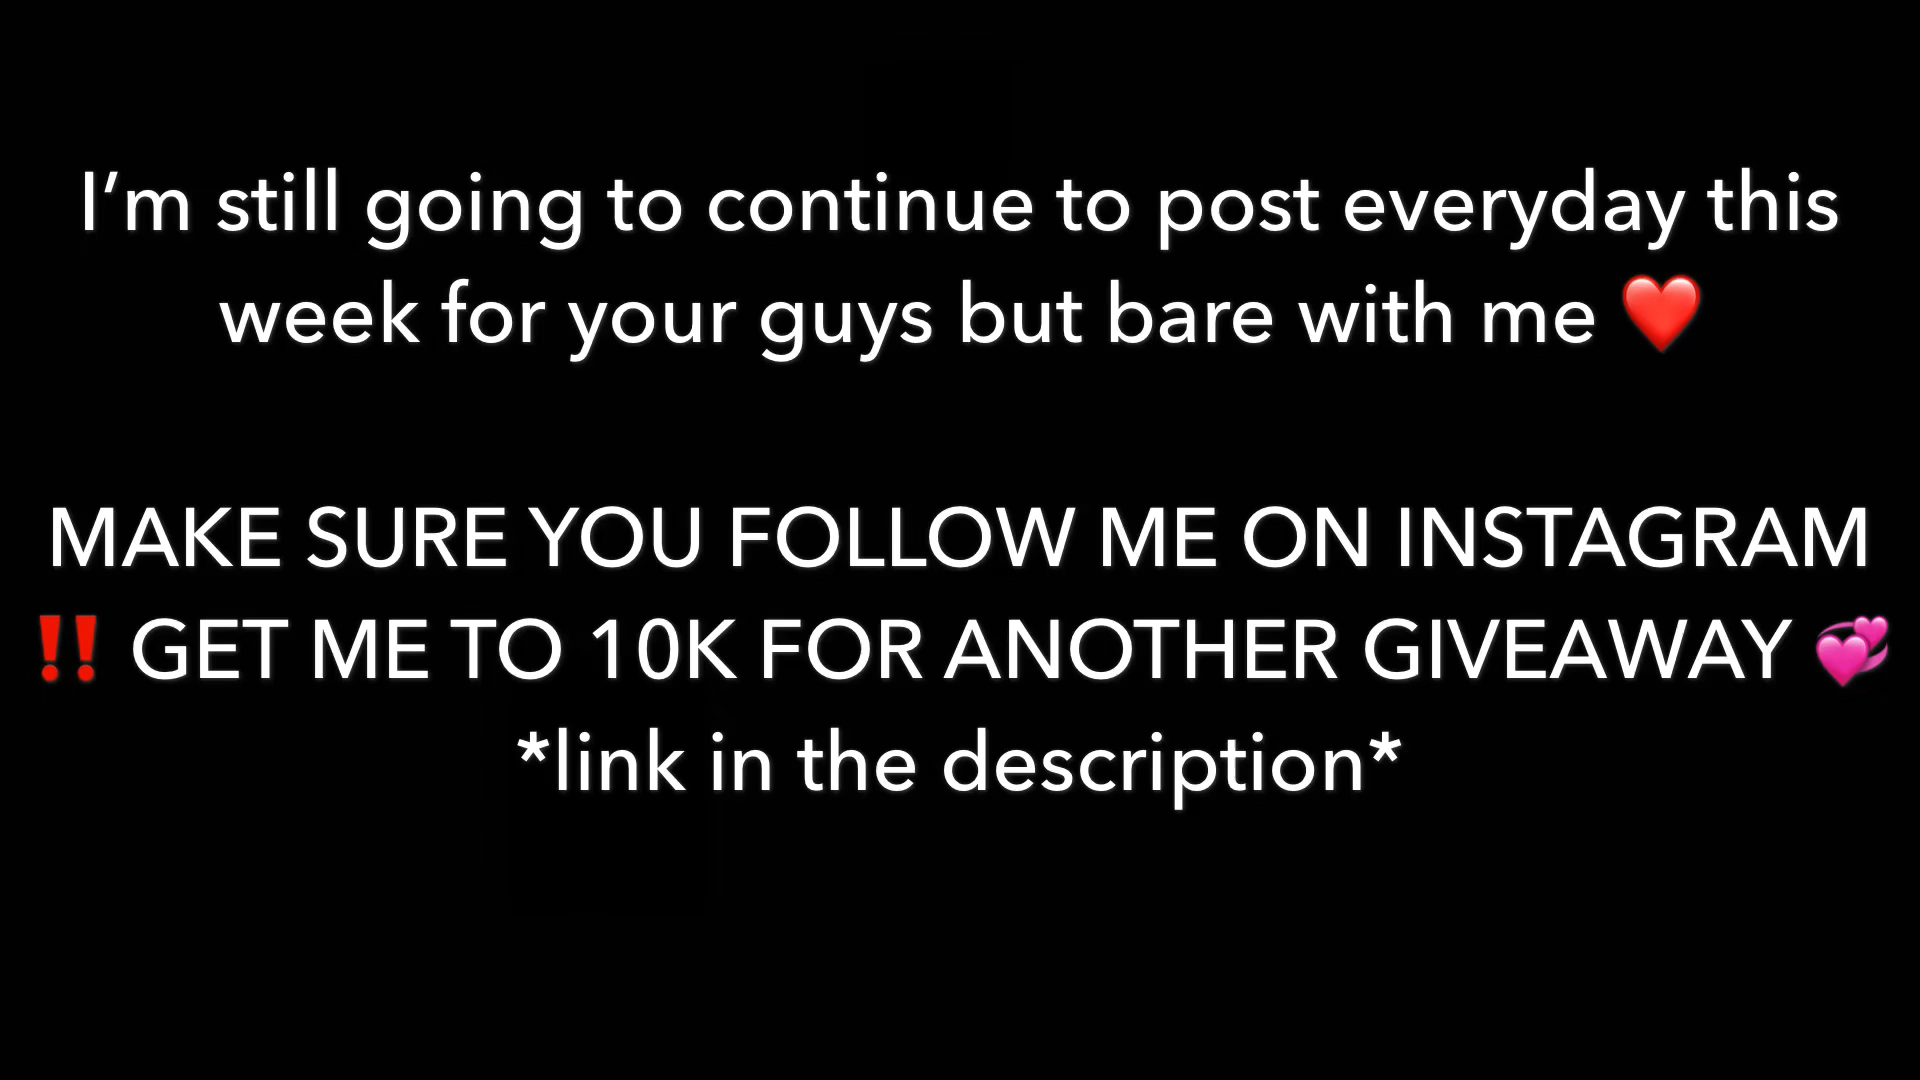 I’m still going to continue to post everyday this
week for your guys but bare with me ❤️
MAKE SURE YOU FOLLOW ME ON INSTAGRAM
‼️ GET ME TO 10K FOR ANOTHER GIVEAWAY 💞
*link in the description*